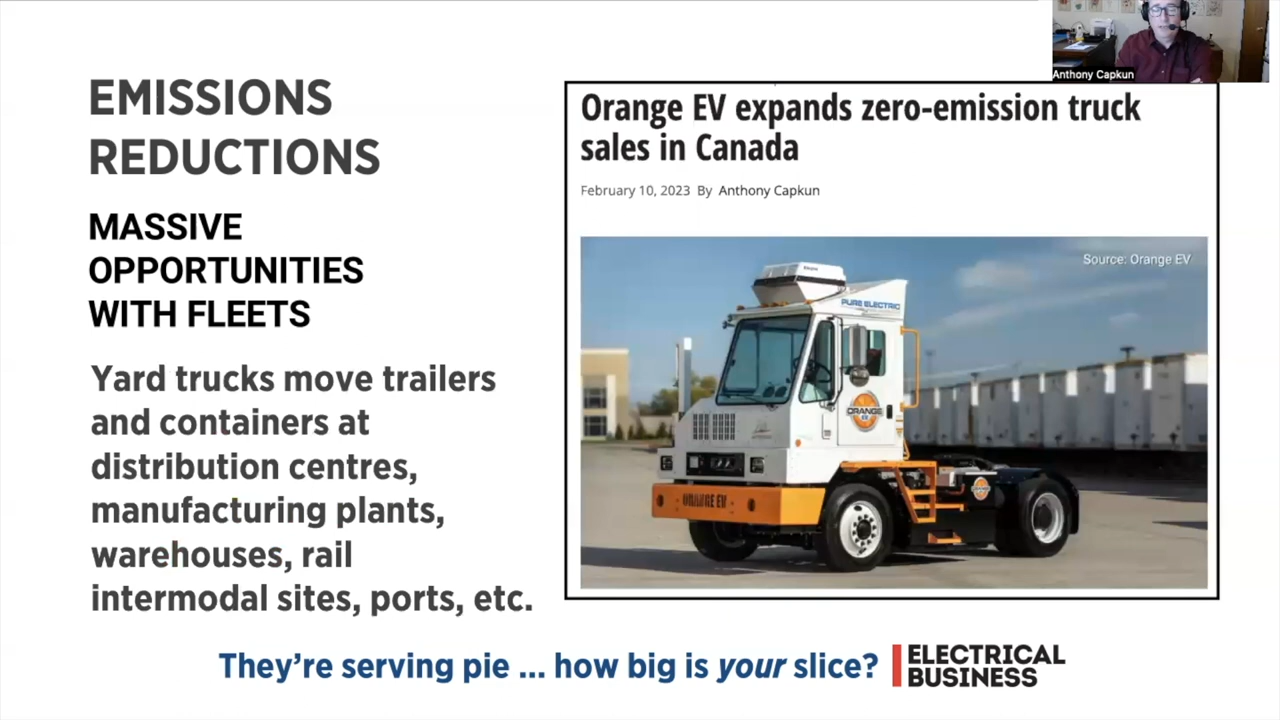 EMISSIONS
REDUCTIONS
MASSIVE
OPPORTUNITIES
WITH FLEETS
Yard trucks move trailers
and containers at
distribution centres,
manufacturing plants,
warehouses, rail
intermodal sites, ports, etc.
Anthony Capkun
Orange EV expands zero-emission truck
sales in Canada
February 10, 2023 By Anthony Capkun
Source: Orange EV
PURE ELECTRIC
ORANGE
EV
ORANGE EV
ORANGE
They’re serving pie ... how big is your slice?
ELECTRICAL
BUSINESS